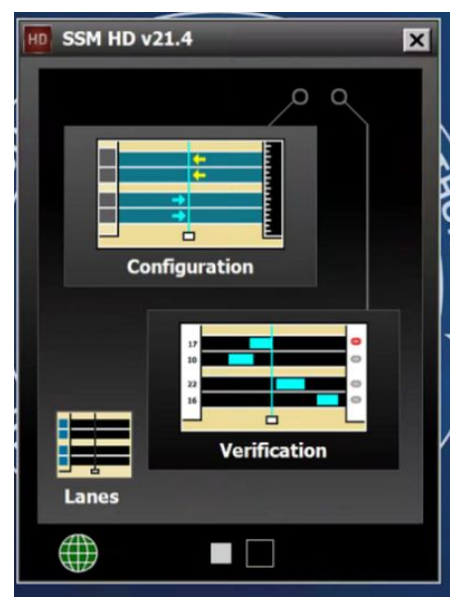 HD SSM HD v21.4
Configuration
17
10
22
16
Verification
Lanes